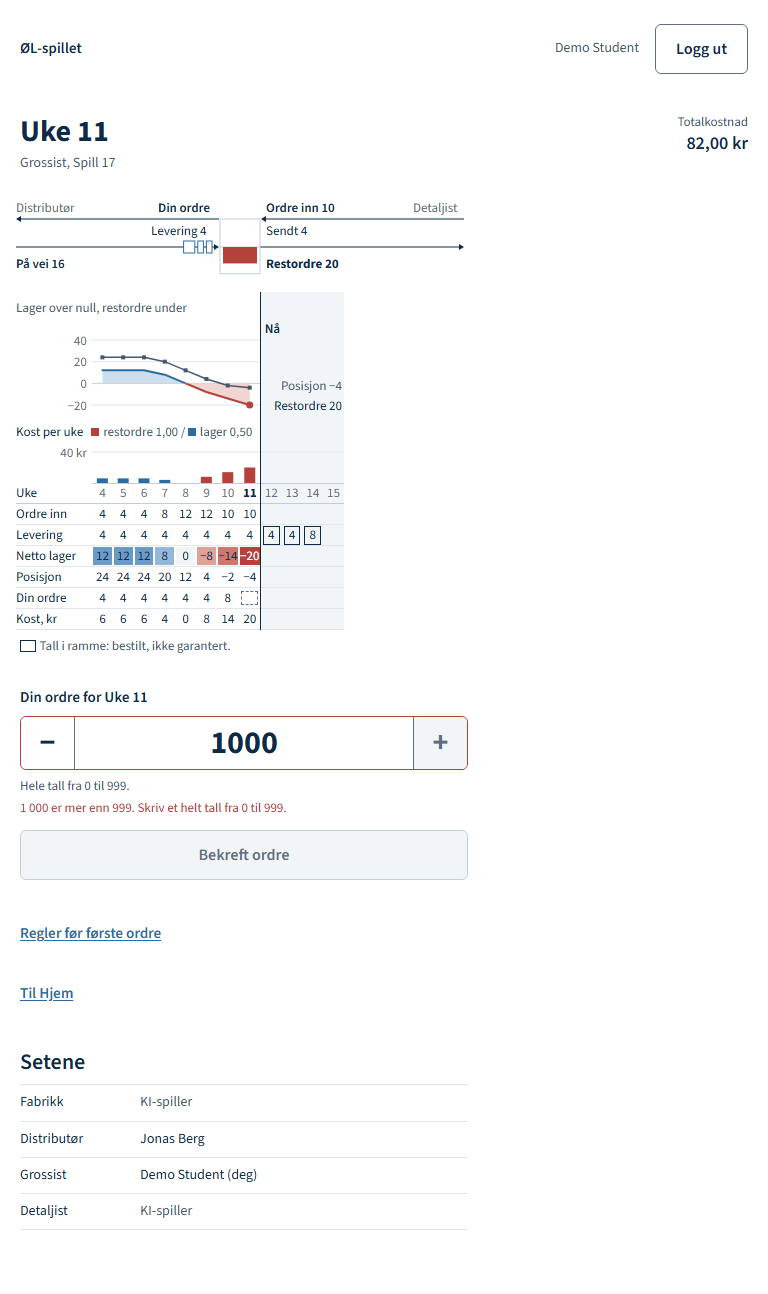 ØL-spillet
Demo Student
Logg ut
Uke 11
Grossist, Spill 17
Totalkostnad
82,00 kr
Distributør Din ordre Ordre inn 10 Detaljist
Levering 4 Sendt 4
På vei 16 Restordre 20
Lager over null, restordre under
Nå
40
20
0
−20
Posisjon −4
Restordre 20
Kost per uke restordre 1,00 / lager 0,50
40 kr
Uke 4 5 6 7 8 9 10 11 12 13 14 15
Ordre inn 4 4 4 8 12 12 10 10
Levering 4 4 4 4 4 4 4 4 4 4 8
Netto lager 12 12 12 8 0 −8 −14 −20
Posisjon 24 24 24 20 12 4 −2 −4
Din ordre 4 4 4 4 4 4 8
Kost, kr 6 6 6 4 0 8 14 20
Tall i ramme: bestilt, ikke garantert.
Din ordre for Uke 11
− 1000 +
Hele tall fra 0 til 999.
1 000 er mer enn 999. Skriv et helt tall fra 0 til 999.
Bekreft ordre
Regler før første ordre
Til Hjem
Setene
Fabrikk KI-spiller
Distributør Jonas Berg
Grossist Demo Student (deg)
Detaljist KI-spiller